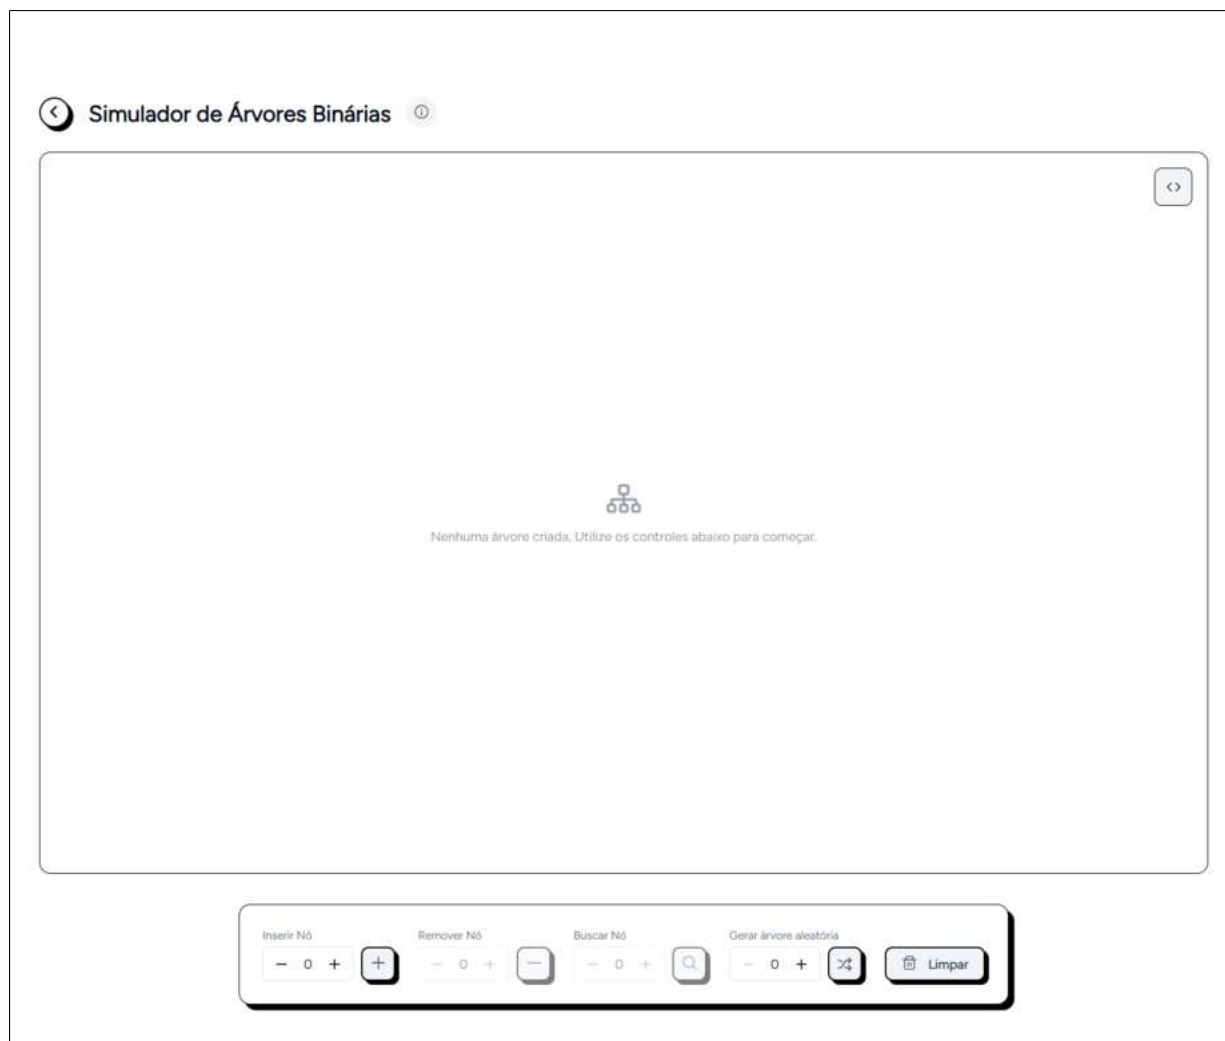 Simulador de Árvores Binárias
Nenhuma árvore criada. Utilize os controles abaixo para começar.
Inserir Nó Remover Nó Buscar Nó Gerar árvore aleatória
− 0 + + − 0 + − − 0 + − 0 + Limpar